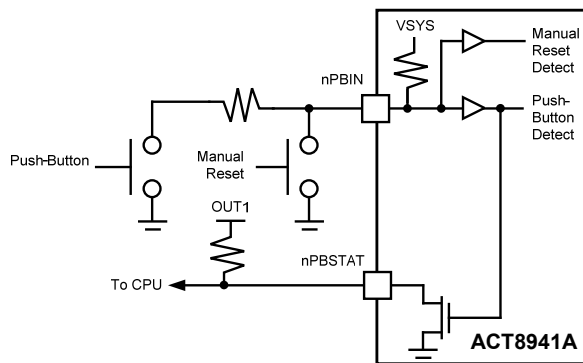 VSYS
Manual
Reset
Detect
nPBIN
Push-
Button
Detect
Push-Button
Manual
Reset
OUT1
nPBSTAT
To CPU
ACT8941A